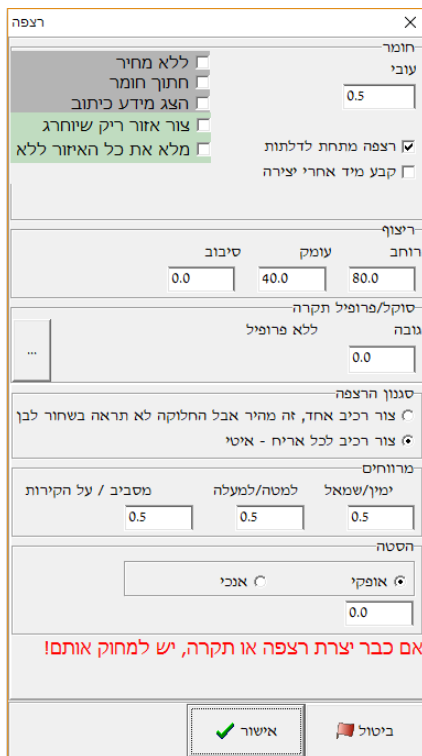 רצפה
חומר
עובי
0.5
ללא מחיר
חתוך חומר
הצג מידע כיתוב
צור אזור ריק שיוחרג
מלא את כל האיזור ללא
רצפה מתחת לדלתות
קבע מיד אחרי יצירה
ריצוף
רוחב עומק סיבוב
80.0 40.0 0.0
סוקל/פרופיל תקרה
גובה ללא פרופיל
0.0 ...
סגנון הרצפה
צור רכיב אחד, זה מהיר אבל החלוקה לא תראה בשחור לבן
צור רכיב לכל אריח - איטי
מרווחים
ימין/שמאל למטה/למעלה מסביב / על הקירות
0.5 0.5 0.5
הסטה
אופקי אנכי
0.0
אם כבר יצרת רצפה או תקרה, יש למחוק אותם!
ביטול אישור